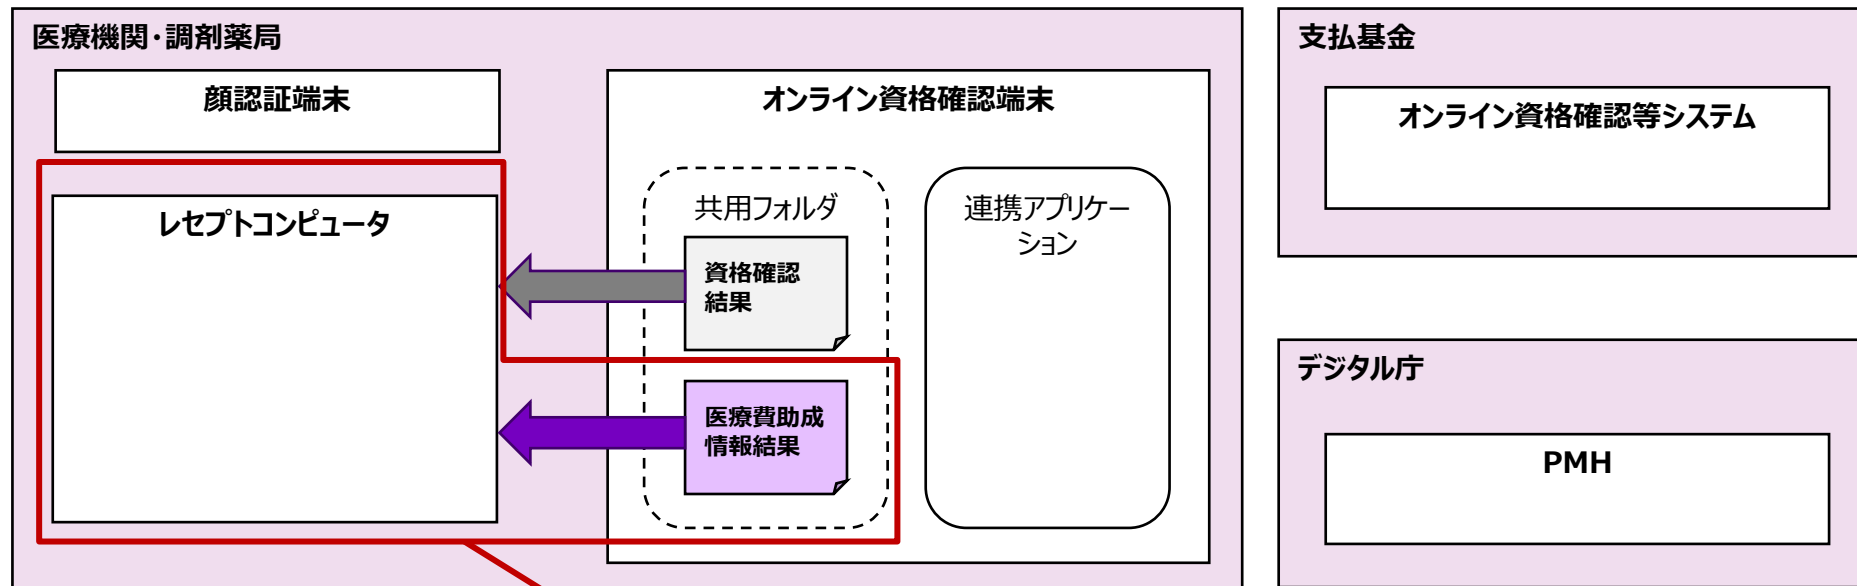 医療機関・調剤薬局
顔認証端末
レセプトコンピュータ
オンライン資格確認端末
共用フォルダ
資格確認
結果
医療費助成
情報結果
連携アプリケー
ション
支払基金
オンライン資格確認等システム
デジタル庁
PMH